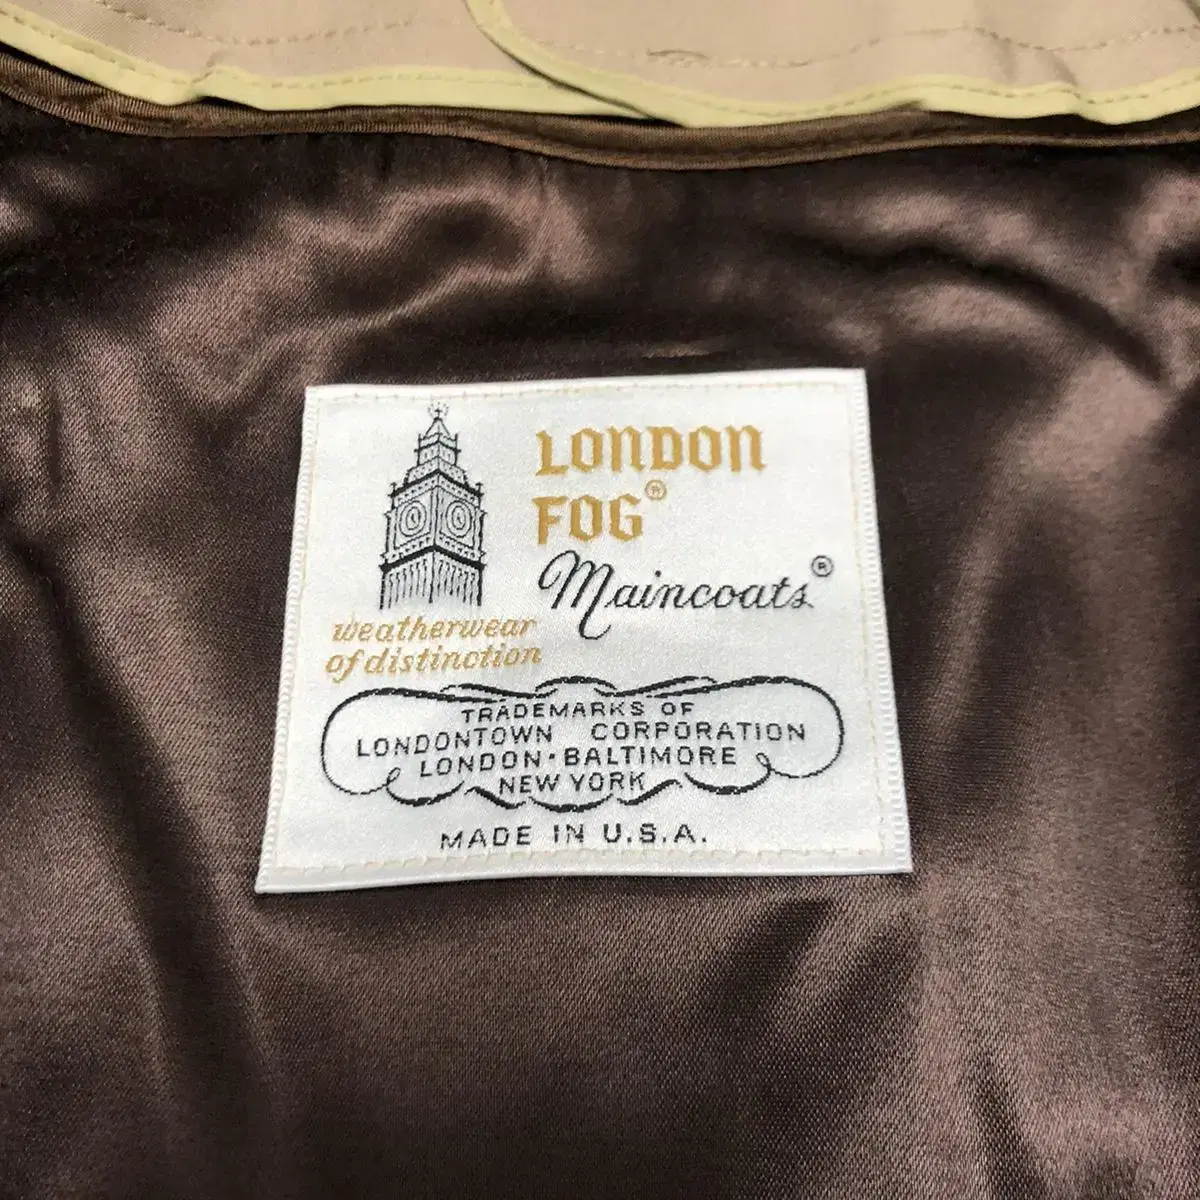 LONDON
FOG®
Maincoats®
weatherwear
of distinction
TRADEMARKS OF
LONDONTOWN CORPORATION
LONDON · BALTIMORE
NEW YORK
MADE IN U.S.A.